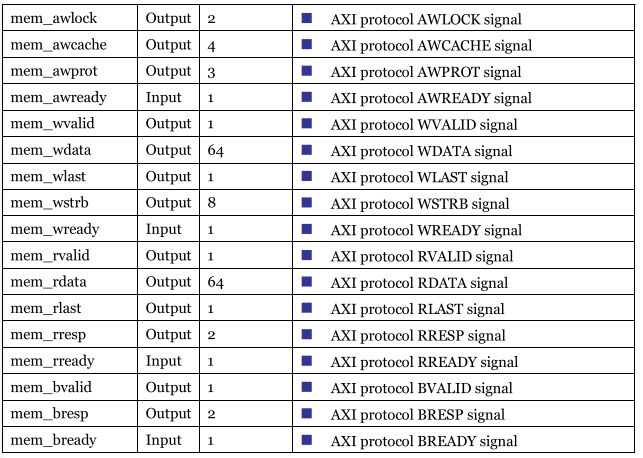 mem_awlock Output 2 ■ AXI protocol AWLOCK signal
mem_awcache Output 4 ■ AXI protocol AWCACHE signal
mem_awprot Output 3 ■ AXI protocol AWPROT signal
mem_awready Input 1 ■ AXI protocol AWREADY signal
mem_wvalid Output 1 ■ AXI protocol WVALID signal
mem_wdata Output 64 ■ AXI protocol WDATA signal
mem_wlast Output 1 ■ AXI protocol WLAST signal
mem_wstrb Output 8 ■ AXI protocol WSTRB signal
mem_wready Input 1 ■ AXI protocol WREADY signal
mem_rvalid Output 1 ■ AXI protocol RVALID signal
mem_rdata Output 64 ■ AXI protocol RDATA signal
mem_rlast Output 1 ■ AXI protocol RLAST signal
mem_rresp Output 2 ■ AXI protocol RRESP signal
mem_rready Input 1 ■ AXI protocol RREADY signal
mem_bvalid Output 1 ■ AXI protocol BVALID signal
mem_bresp Output 2 ■ AXI protocol BRESP signal
mem_bready Input 1 ■ AXI protocol BREADY signal